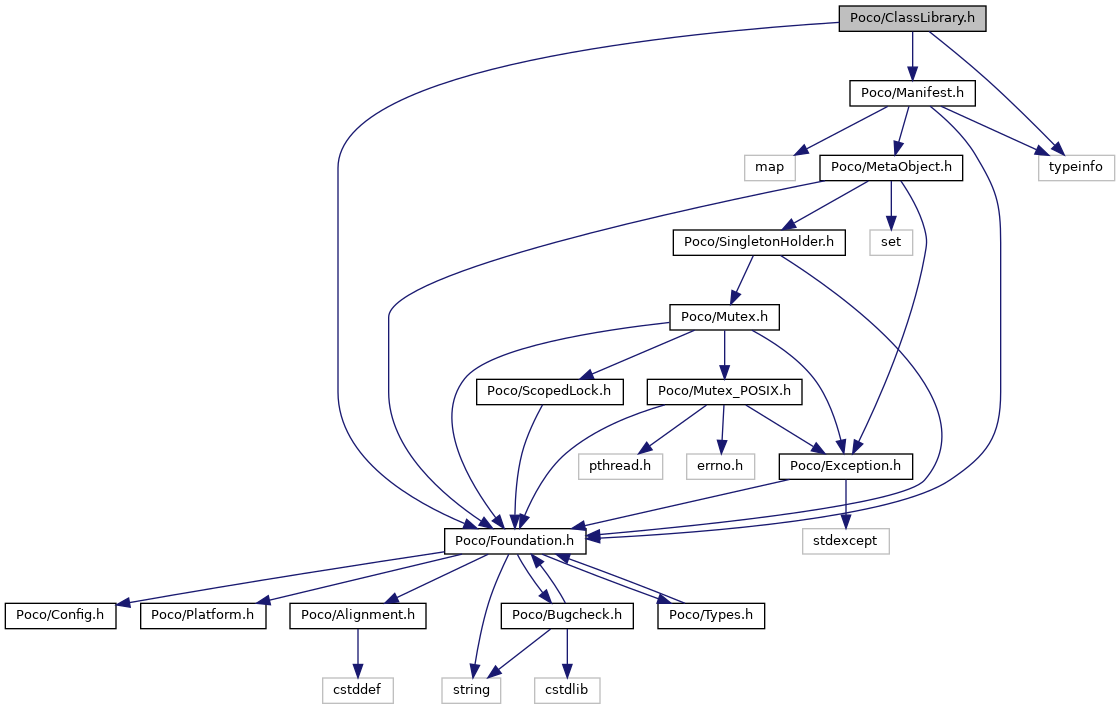 Poco/ClassLibrary.h
Poco/Manifest.h
map
Poco/MetaObject.h
typeinfo
Poco/SingletonHolder.h
set
Poco/Mutex.h
Poco/ScopedLock.h
Poco/Mutex_POSIX.h
pthread.h
errno.h
Poco/Exception.h
Poco/Foundation.h
stdexcept
Poco/Config.h
Poco/Platform.h
Poco/Alignment.h
Poco/Bugcheck.h
Poco/Types.h
cstddef
string
cstdlib